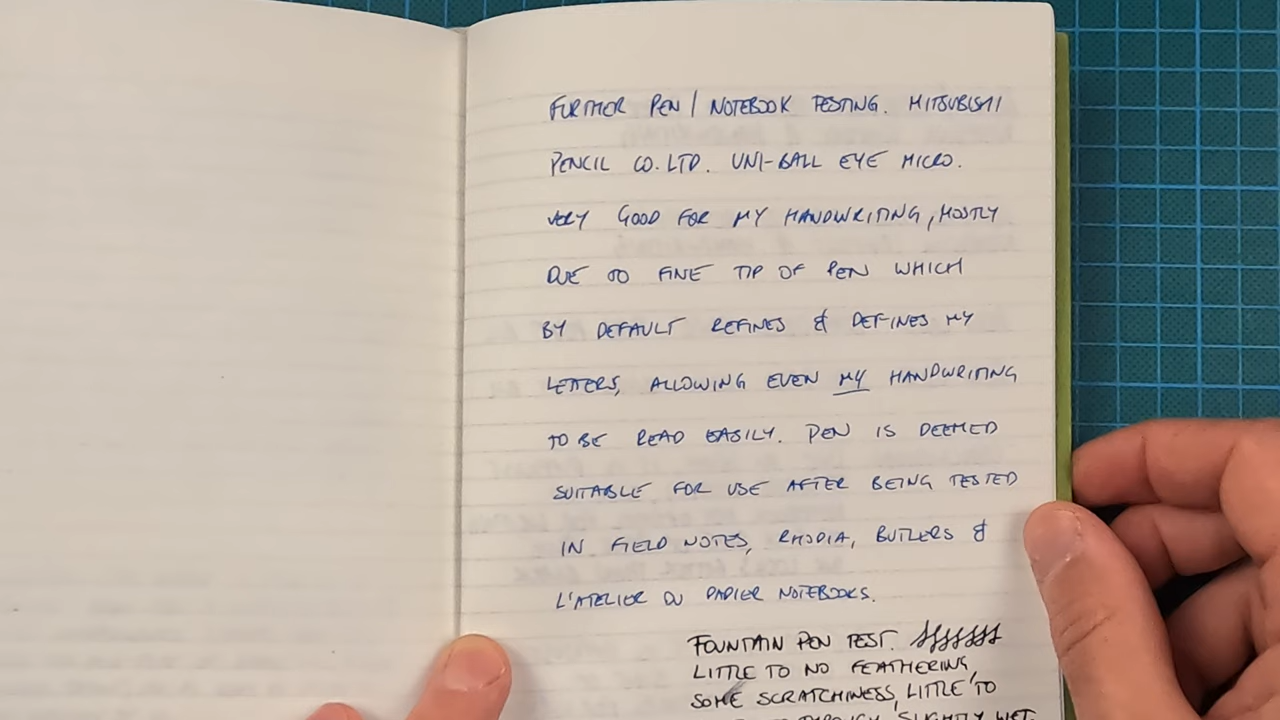 FURTHER PEN / NOTEBOOK TESTING. MITSUBISHI
PENCIL CO. LTD. UNI-BALL EYE MICRO.
VERY GOOD FOR MY HANDWRITING, MOSTLY
DUE TO FINE TIP OF PEN WHICH
BY DEFAULT REFINES & DEFINES MY
LETTERS, ALLOWING EVEN MY HANDWRITING
TO BE READ EASILY. PEN IS DEEMED
SUITABLE FOR USE AFTER BEING TESTED
IN FIELD NOTES, RHODIA, BUTLERS &
L'ATELIER DU PAPIER NOTEBOOKS.
FOUNTAIN PEN TEST.
LITTLE TO NO FEATHERING,
SOME SCRATCHINESS, LITTLE TO
THROUGH SLIGHTLY WET.